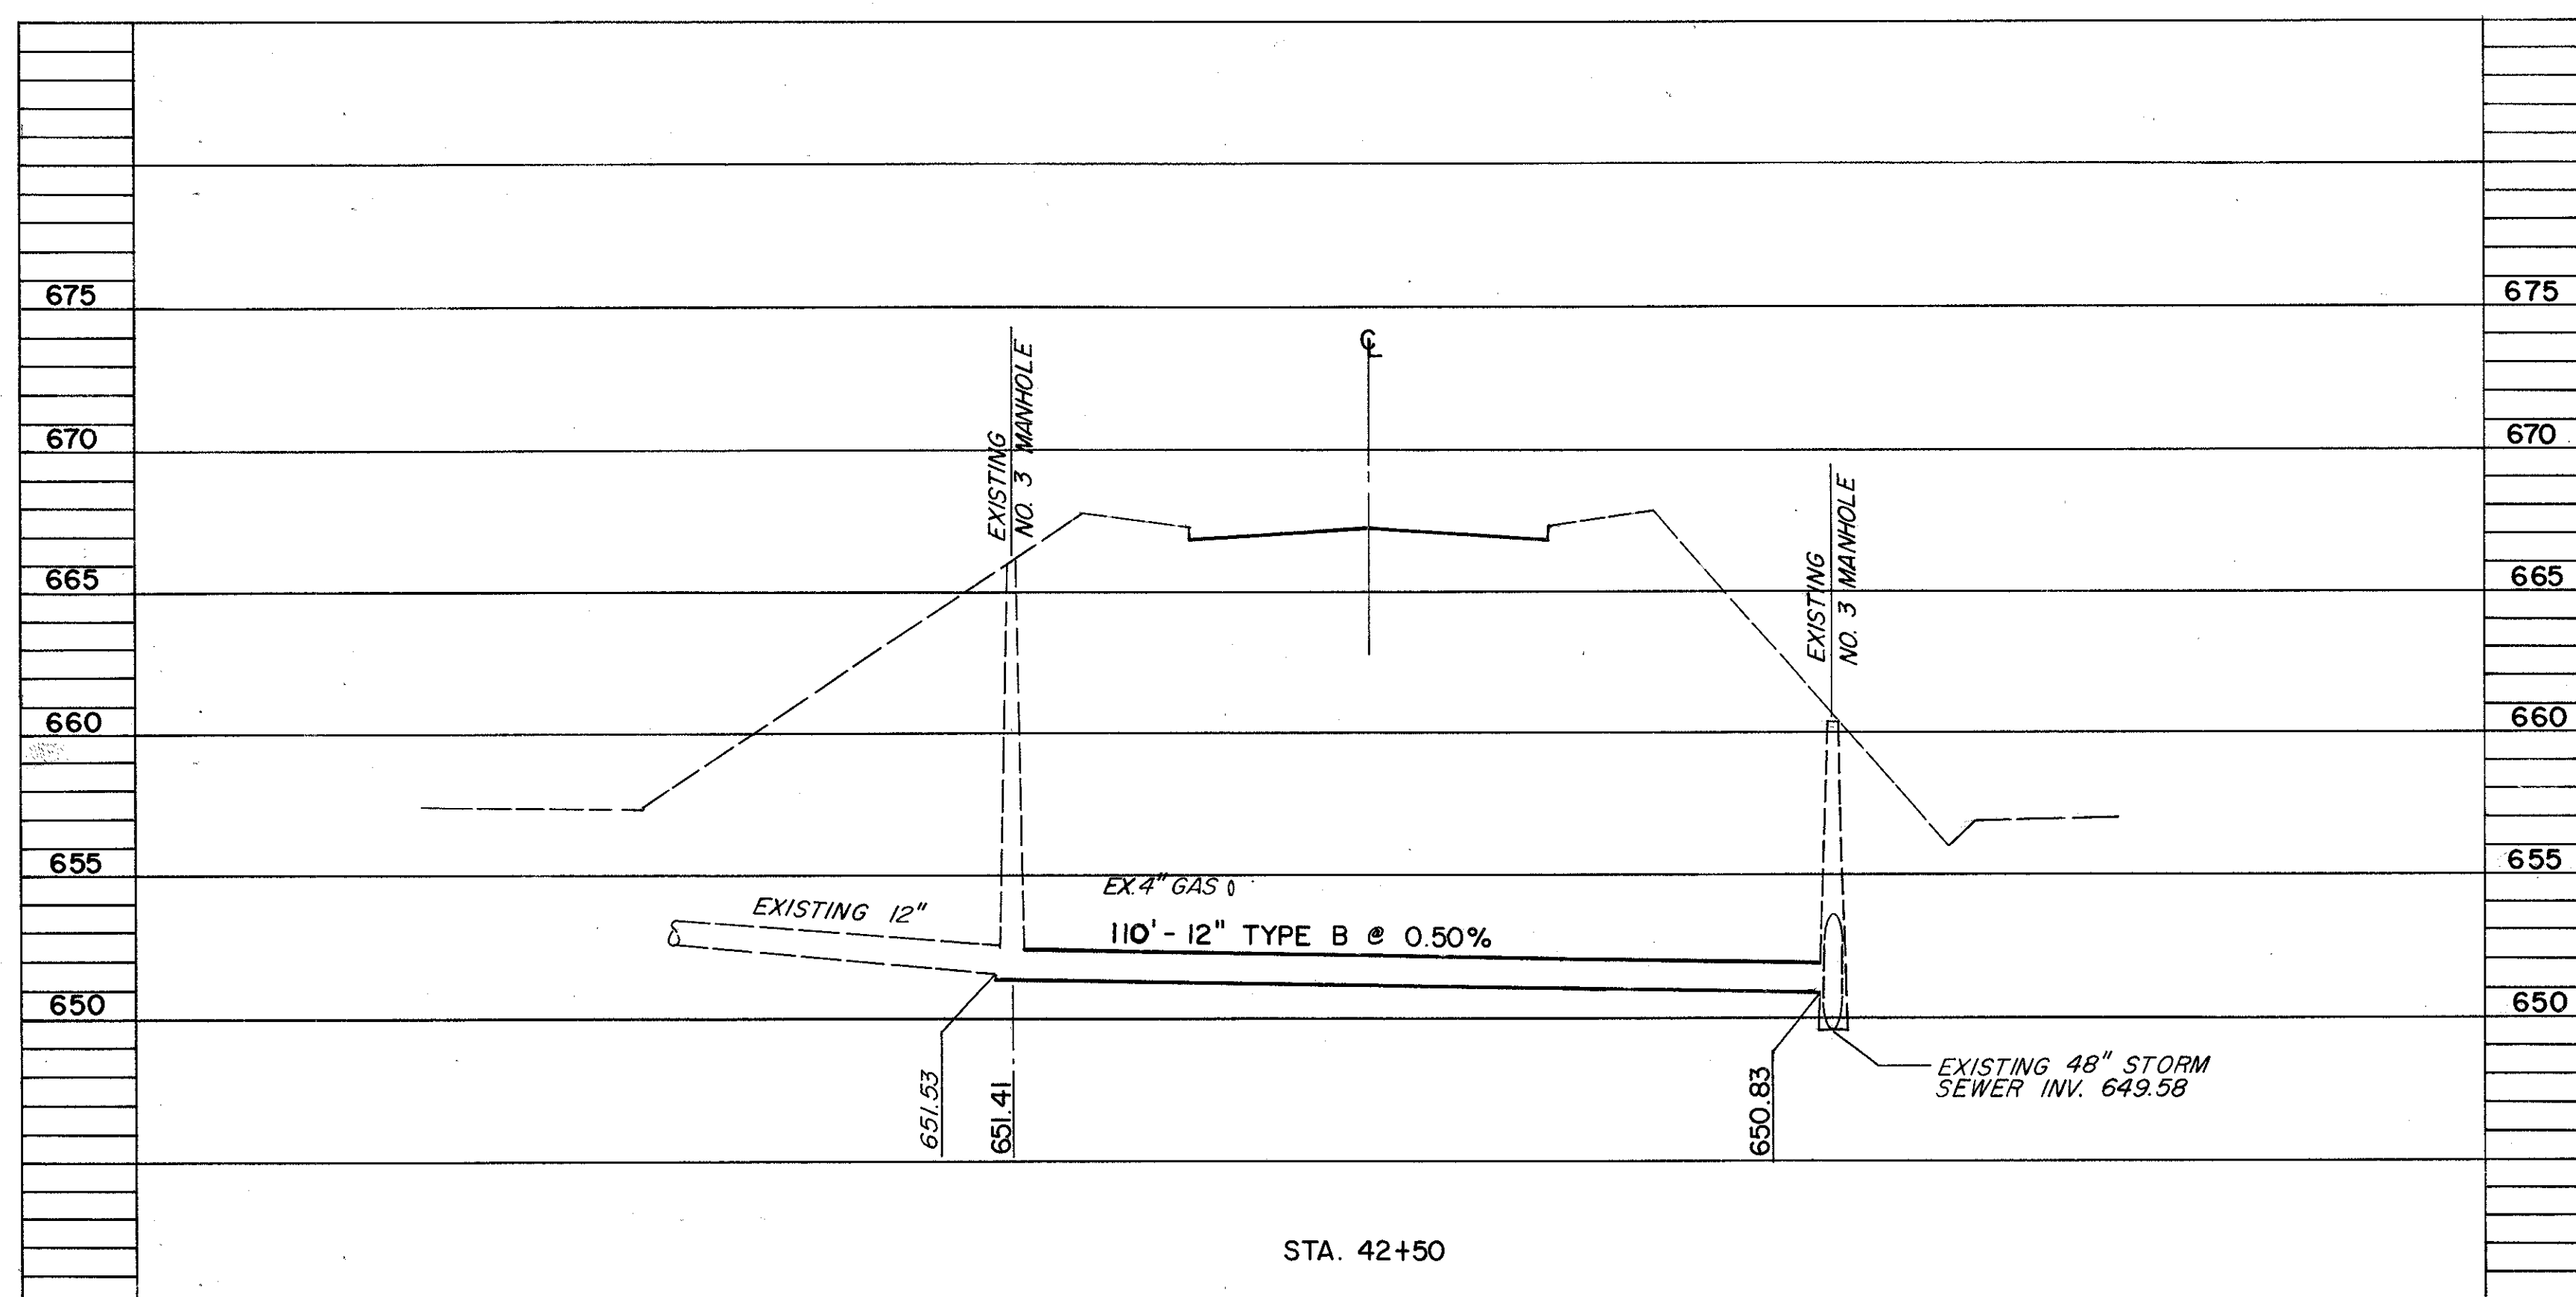 675
675
℄
EXISTING
NO. 3 MANHOLE
670
670
EXISTING
NO. 3 MANHOLE
665
665
660
660
655
655
EX.4" GAS
EXISTING 12"
110' - 12" TYPE B @ 0.50%
650
650
651.53
651.41
650.83
EXISTING 48" STORM
SEWER INV. 649.58
STA. 42+50